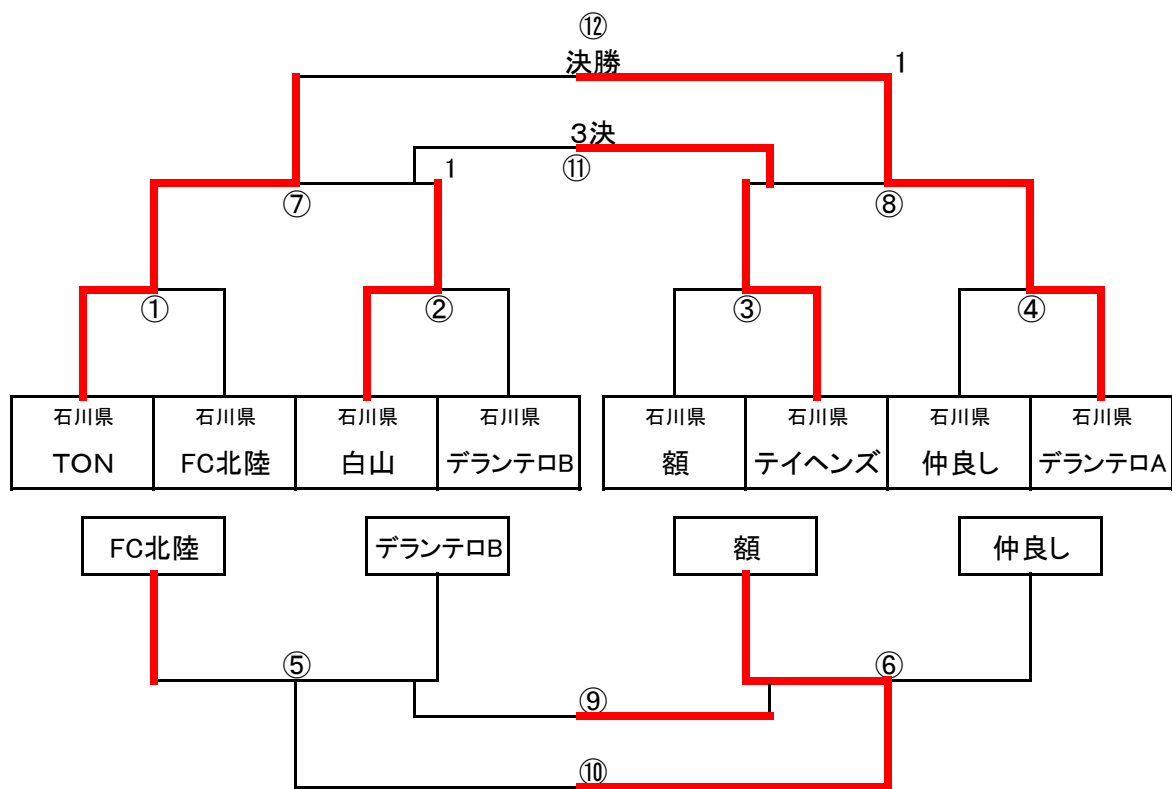 ⑫
決勝 1
3決
⑪
1
⑦ ⑧
① ② ③ ④
石川県 石川県 石川県 石川県 石川県 石川県 石川県 石川県
TON FC北陸 白山 デランテロB 額 テイヘンズ 仲良し デランテロA
FC北陸 デランテロB 額 仲良し
⑤ ⑥
⑨
⑩